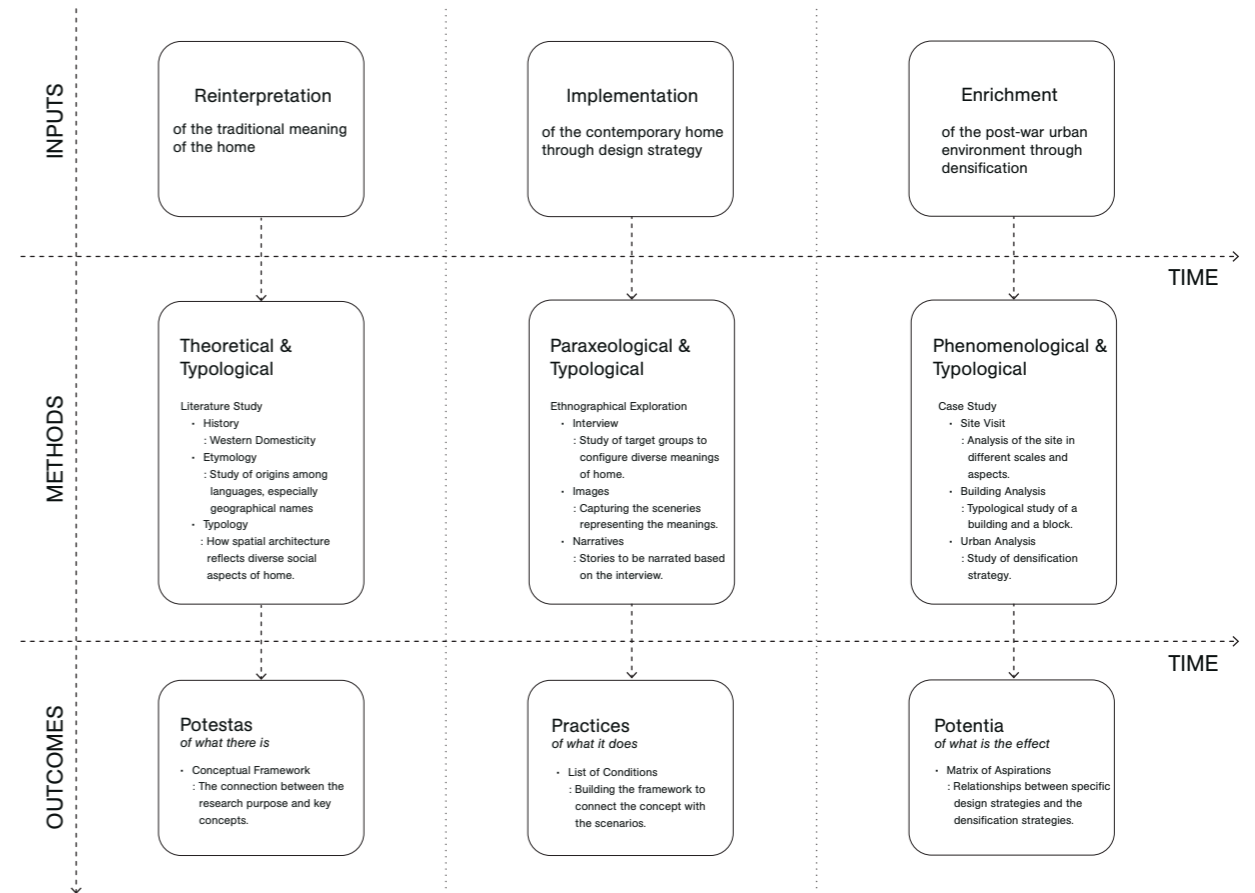 INPUTS
Reinterpretation
of the traditional meaning
of the home
Implementation
of the contemporary home
through design strategy
Enrichment
of the post-war urban
environment through
densification
TIME
METHODS
Theoretical &
Typological
Literature Study
• History
: Western Domesticity
• Etymology
: Study of origins among
languages, especially
geographical names
• Typology
: How spatial architecture
reflects diverse social
aspects of home.
Paraxeological &
Typological
Ethnographical Exploration
• Interview
: Study of target groups to
configure diverse meanings
of home.
• Images
: Capturing the sceneries
representing the meanings.
• Narratives
: Stories to be narrated based
on the interview.
Phenomenological &
Typological
Case Study
• Site Visit
: Analysis of the site in
different scales and
aspects.
• Building Analysis
: Typological study of a
building and a block.
• Urban Analysis
: Study of densification
strategy.
TIME
OUTCOMES
Potestas
of what there is
• Conceptual Framework
: The connection between the
research purpose and key
concepts.
Practices
of what it does
• List of Conditions
: Building the framework to
connect the concept with
the scenarios.
Potentia
of what is the effect
• Matrix of Aspirations
: Relationships between specific
design strategies and the
densification strategies.